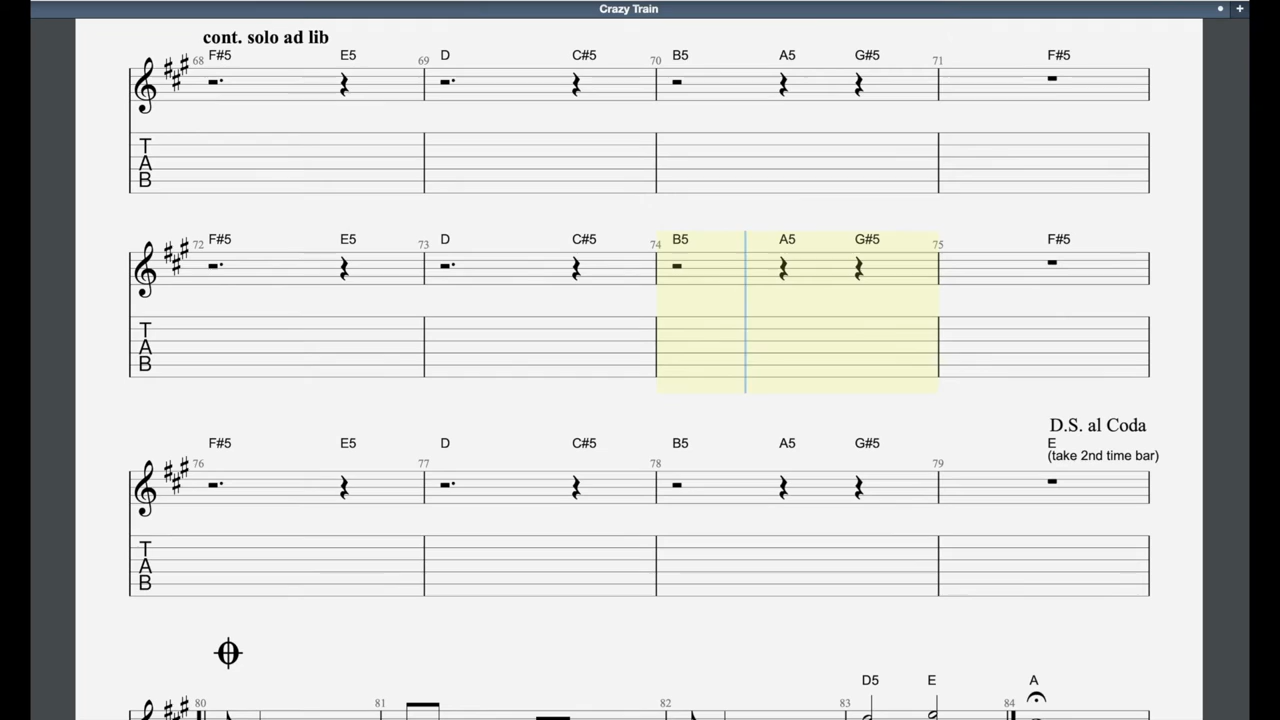 Crazy Train
cont. solo ad lib
F#5 E5 D C#5 B5 A5 G#5 F#5
68 69 70 71
T
A
B
F#5 E5 D C#5 B5 A5 G#5 F#5
72 73 74 75
T
A
B
D.S. al Coda
F#5 E5 D C#5 B5 A5 G#5 E
(take 2nd time bar)
76 77 78 79
T
A
B
D5 E A
80 81 82 83 84